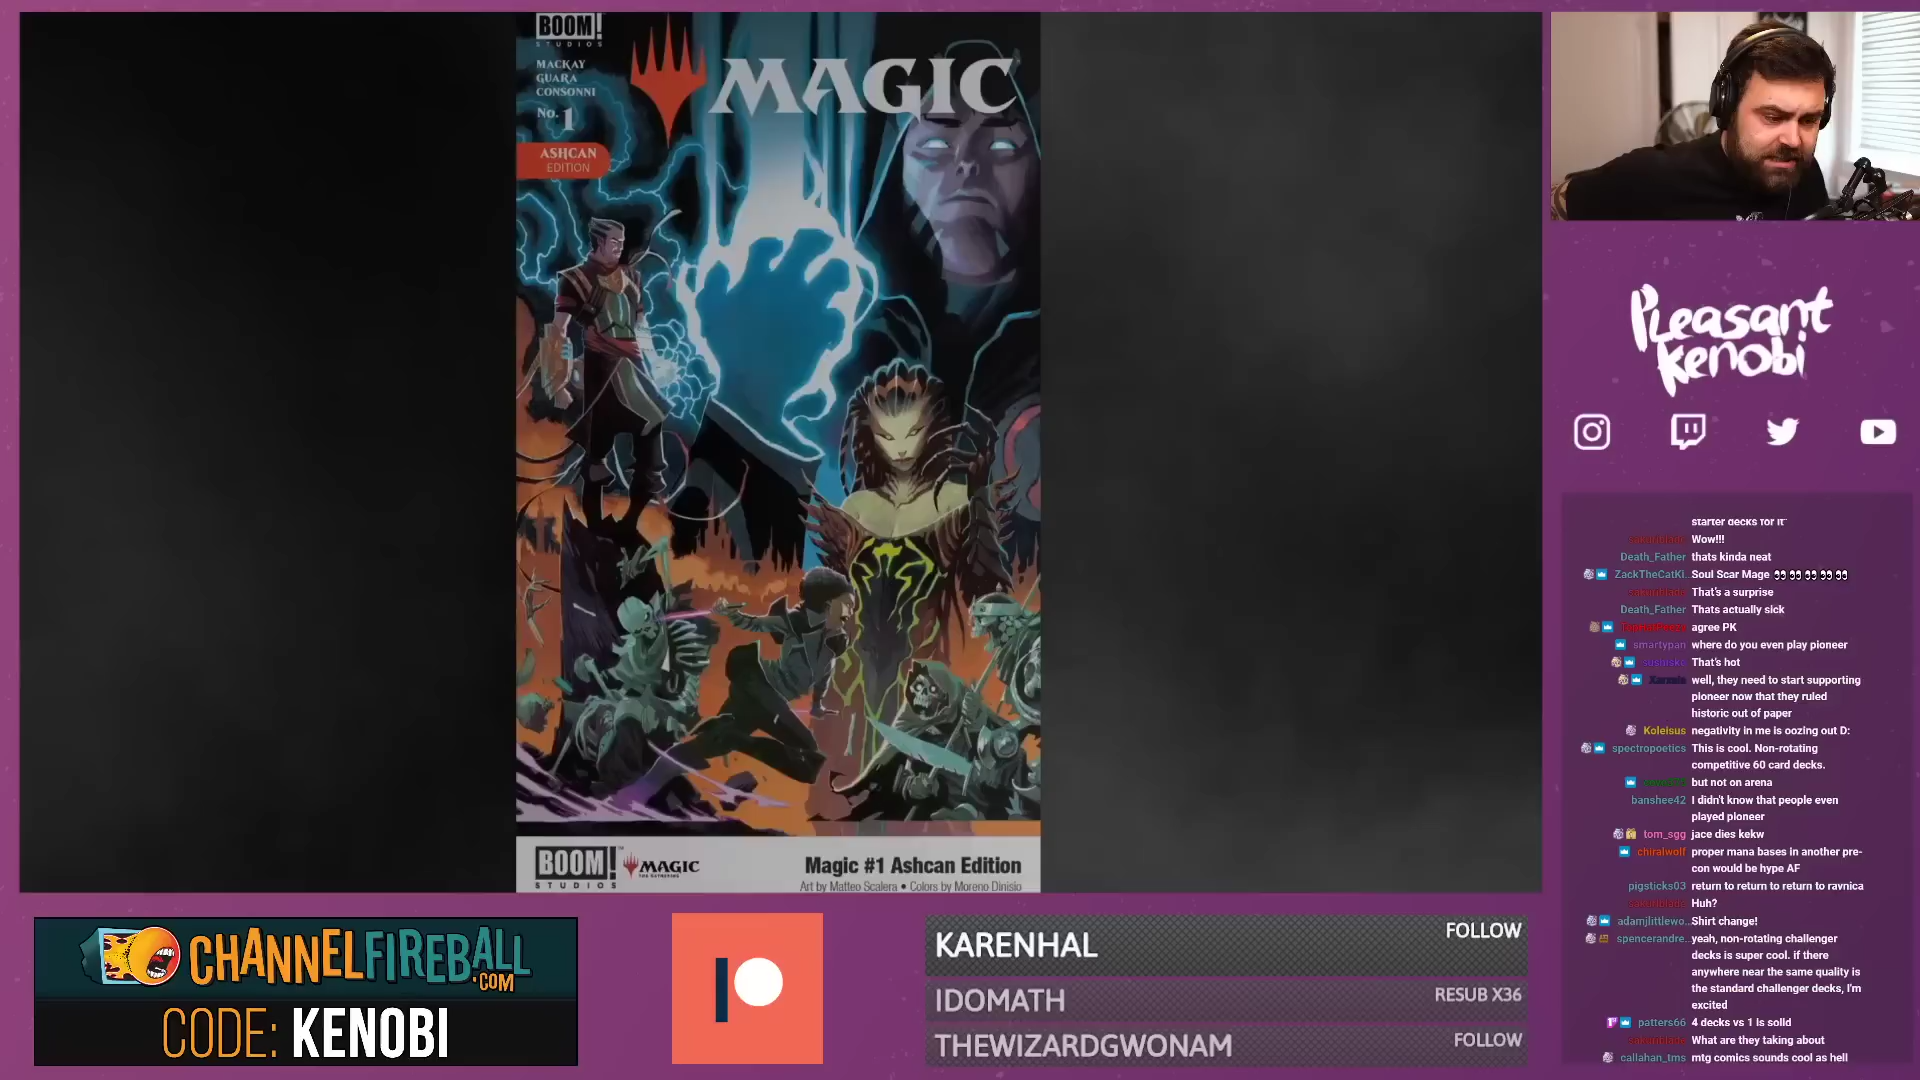 BOOM!
STUDIOS
MACKAY
GUARA
CONSONNI
No. 1
MAGIC
ASHCAN
EDITION
BOOM!
STUDIOS
MAGIC
THE GATHERING
Magic #1 Ashcan Edition
Art by Matteo Scalera • Colors by Moreno Dinisio
Pleasant
Kenobi
starter decks for it"
Wow!!!
Death_Father thats kinda neat
ZackTheCatKi.. Soul Scar Mage 👀👀👀👀👀
That's a surprise
Death_Father Thats actually sick
agree PK
smartypan where do you even play pioneer
That's hot
well, they need to start supporting
pioneer now that they ruled
historic out of paper
Koleisus negativity in me is oozing out D:
spectropoetics This is cool. Non-rotating
competitive 60 card decks.
but not on arena
banshee42 I didn't know that people even
played pioneer
tom_sgg jace dies kekw
chiralwolf proper mana bases in another pre-
con would be hype AF
pigsticks03 return to return to return to ravnica
Huh?
adamjlittlewo.. Shirt change!
spencerandre.. yeah, non-rotating challenger
decks is super cool. if there
anywhere near the same quality is
the standard challenger decks, I'm
excited
patters66 4 decks vs 1 is solid
What are they taking about
callahan_tms mtg comics sounds cool as hell
CHANNELFIREBALL
.COM
CODE: KENOBI
KARENHAL FOLLOW
IDOMATH RESUB X36
THEWIZARDGWONAM FOLLOW